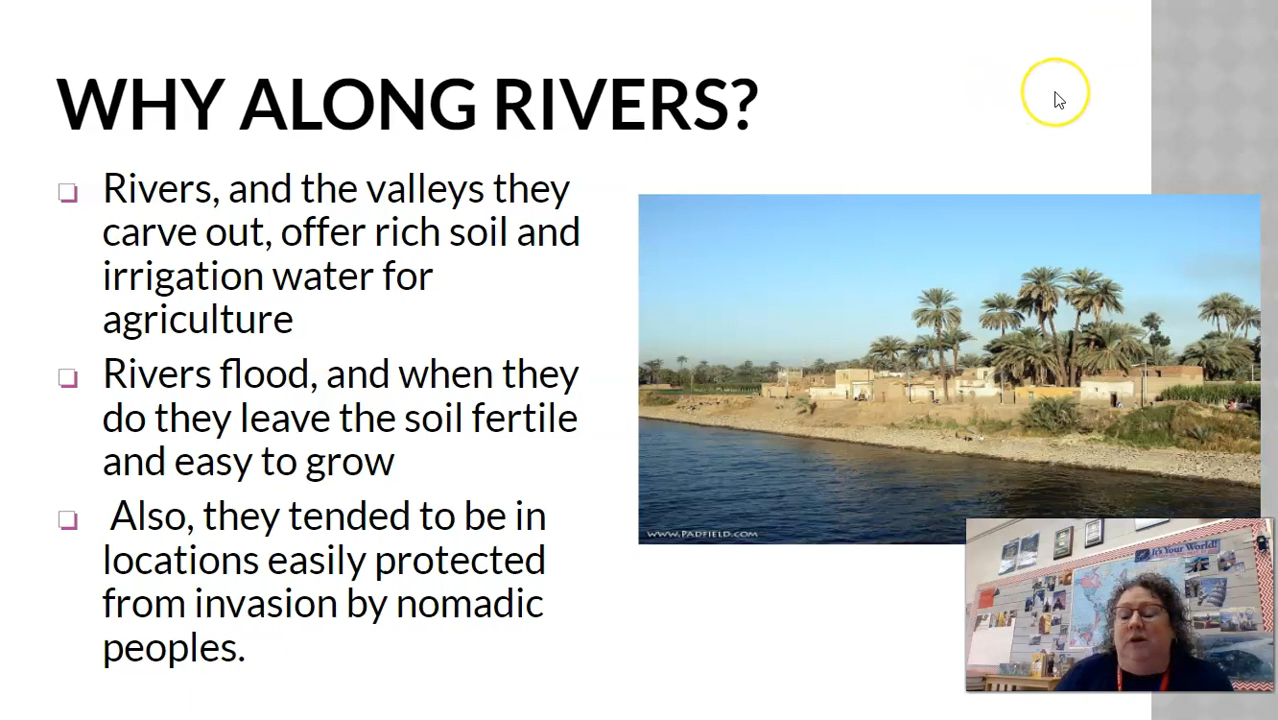 WHY ALONG RIVERS?
Rivers, and the valleys they
carve out, offer rich soil and
irrigation water for
agriculture
Rivers flood, and when they
do they leave the soil fertile
and easy to grow
Also, they tended to be in
locations easily protected
from invasion by nomadic
peoples.
WWW.PADFIELD.COM
It's Your World!